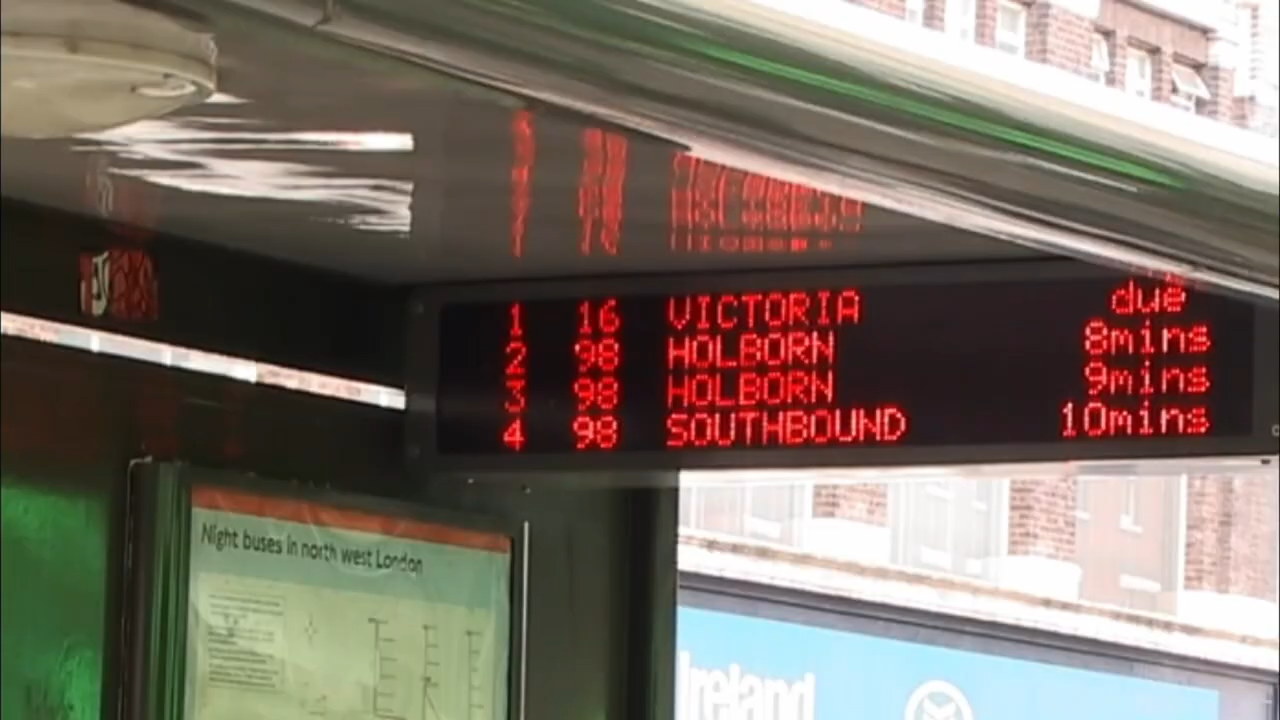 1 16 VICTORIA due
2 98 HOLBORN 8mins
3 98 HOLBORN 9mins
4 98 SOUTHBOUND 10mins
Night buses in north west London
Ireland